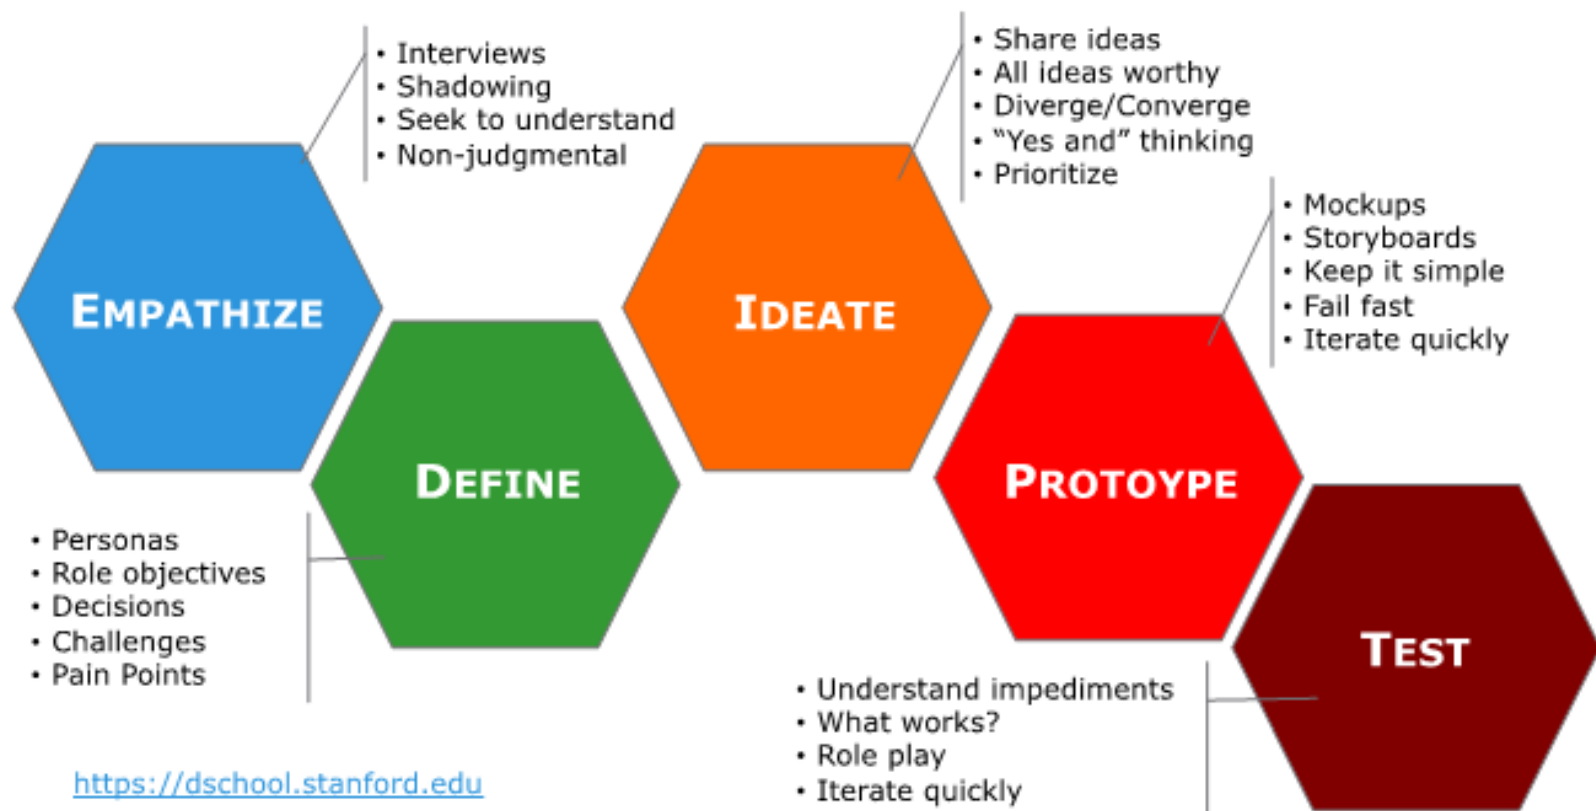 EMPATHIZE
• Interviews
• Shadowing
• Seek to understand
• Non-judgmental
DEFINE
• Personas
• Role objectives
• Decisions
• Challenges
• Pain Points
IDEATE
• Share ideas
• All ideas worthy
• Diverge/Converge
• “Yes and” thinking
• Prioritize
PROTOYPE
• Mockups
• Storyboards
• Keep it simple
• Fail fast
• Iterate quickly
TEST
• Understand impediments
• What works?
• Role play
• Iterate quickly
https://dschool.stanford.edu